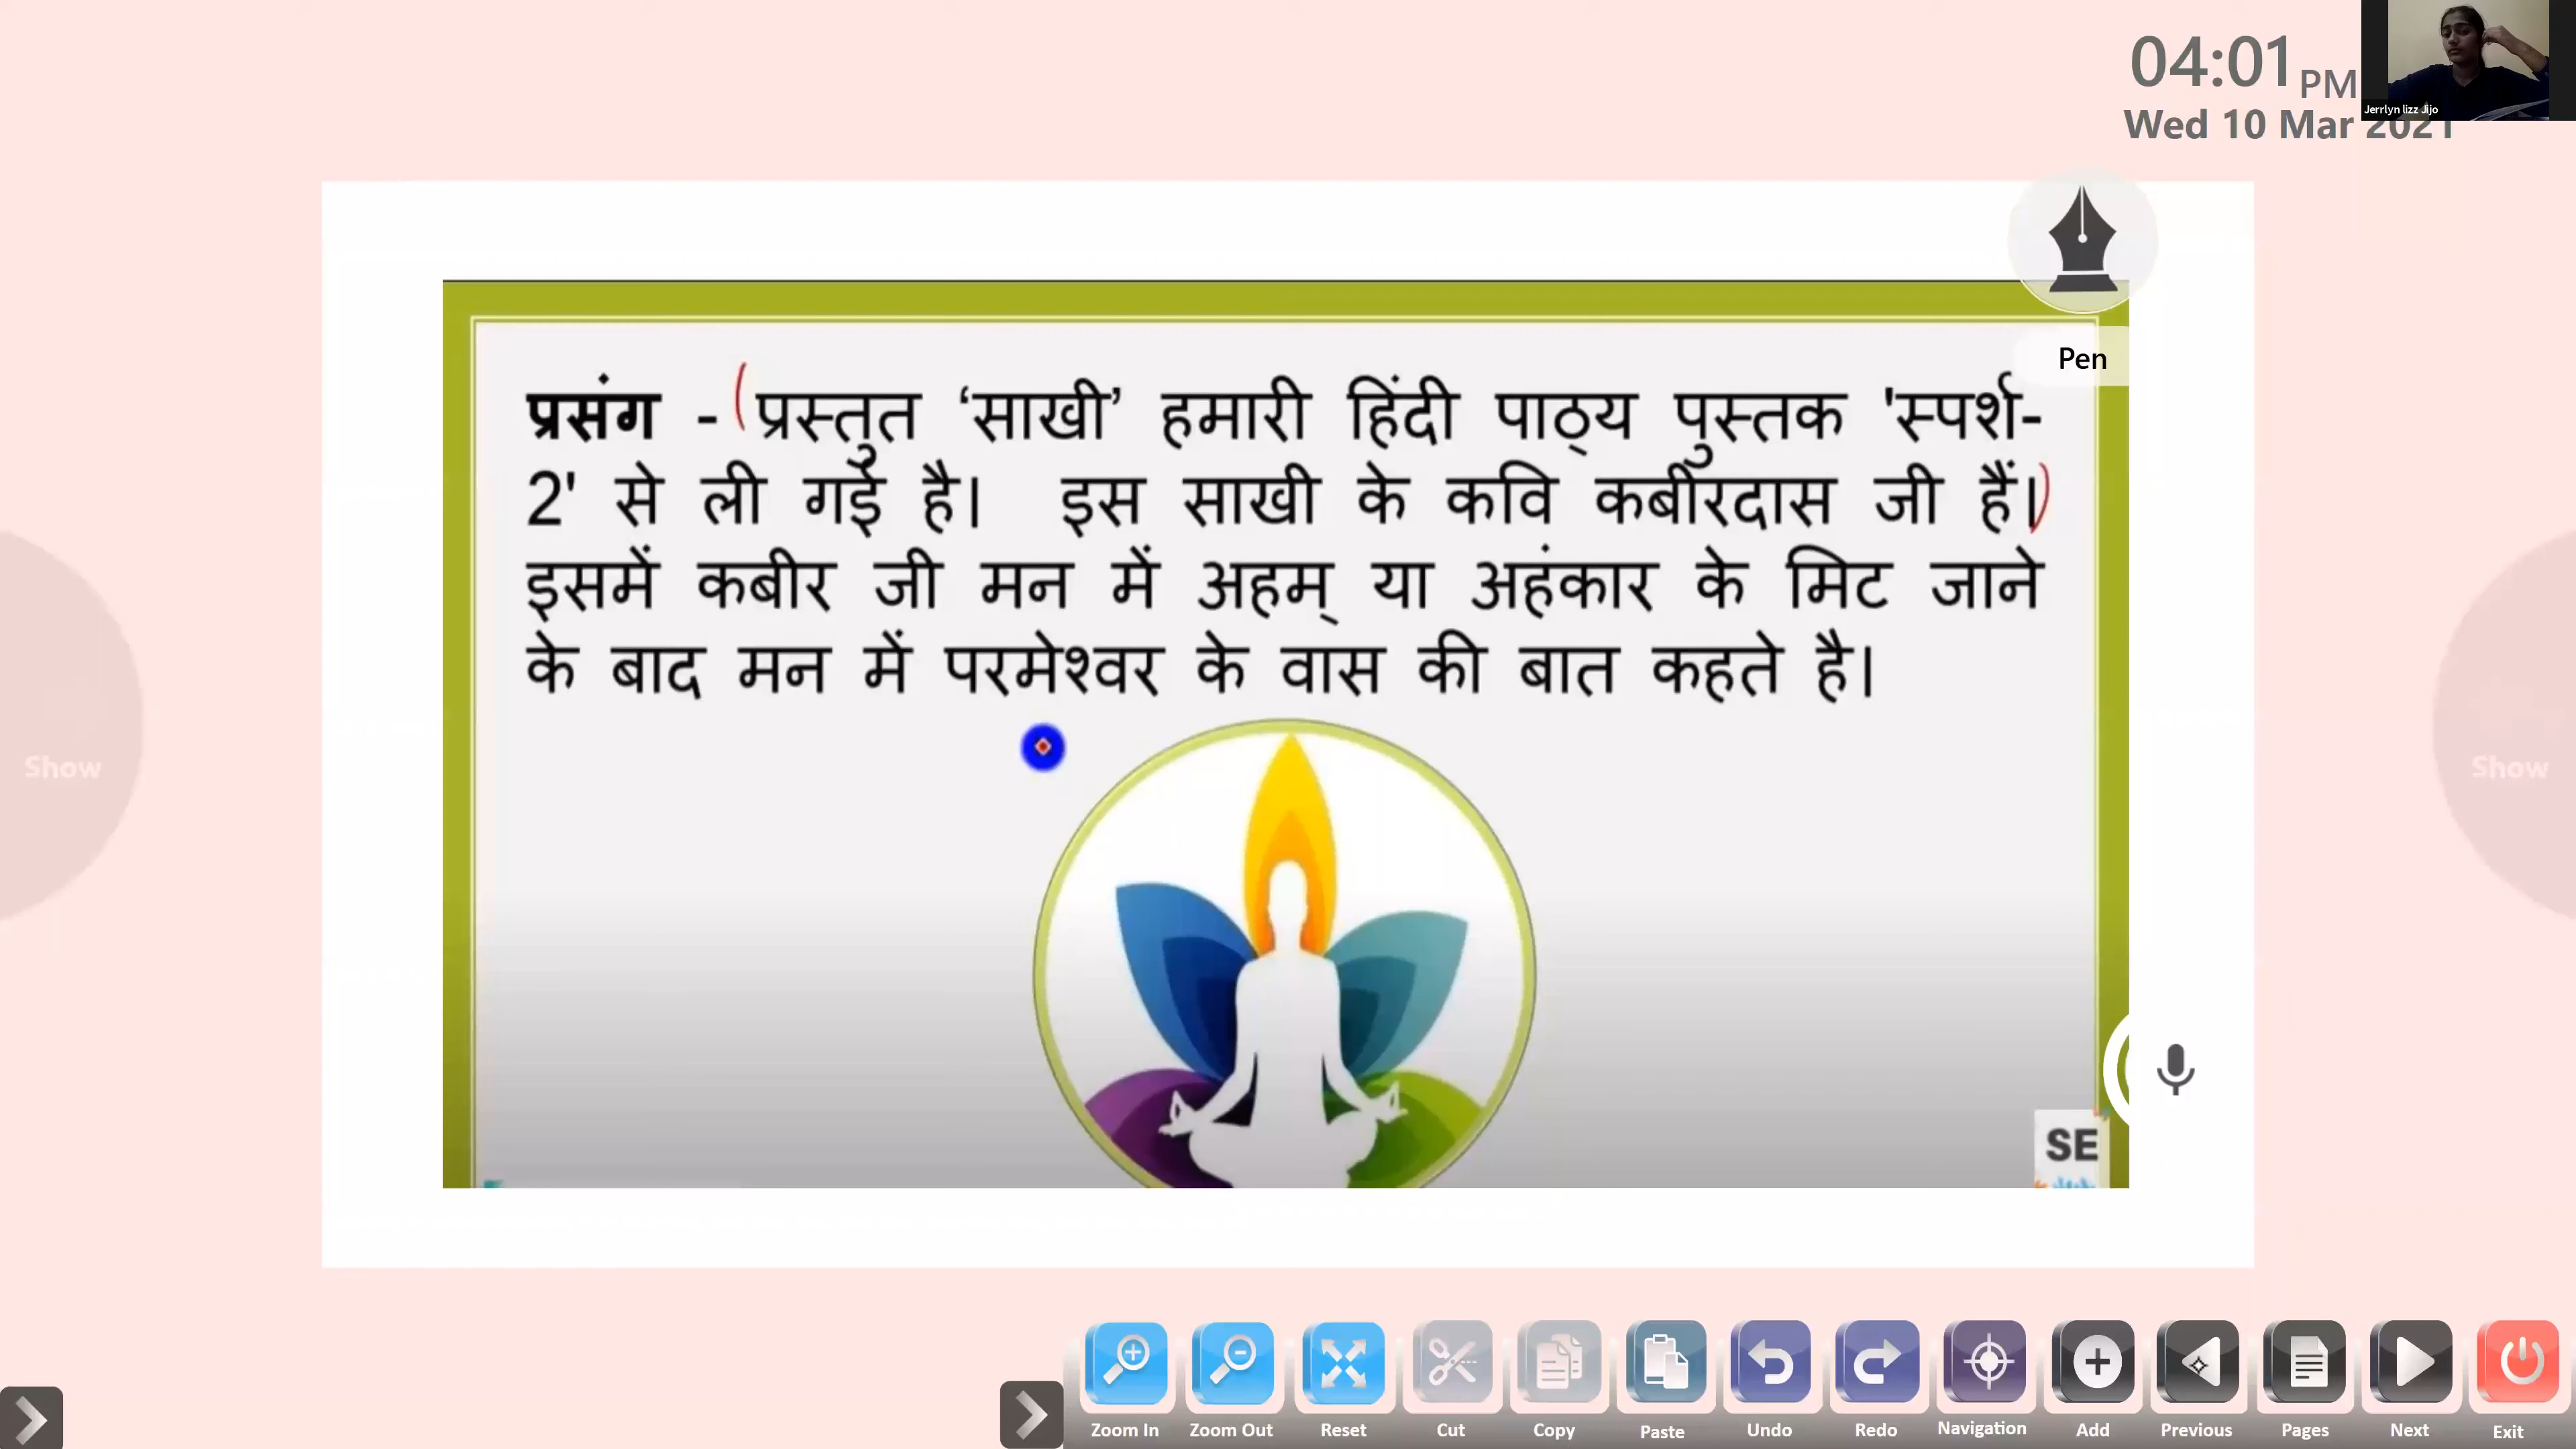 04:01 PM
Wed 10 Mar 2021
Jerrlyn lizz Jijo
Pen
प्रसंग - (प्रस्तुत ‘साखी’ हमारी हिंदी पाठ्य पुस्तक 'स्पर्श-
2' से ली गई है। इस साखी के कवि कबीरदास जी हैं।)
इसमें कबीर जी मन में अहम् या अहंकार के मिट जाने
के बाद मन में परमेश्वर के वास की बात कहते है।
Show
Show
SE
Zoom In Zoom Out Reset Cut Copy Paste Undo Redo Navigation Add Previous Pages Next Exit